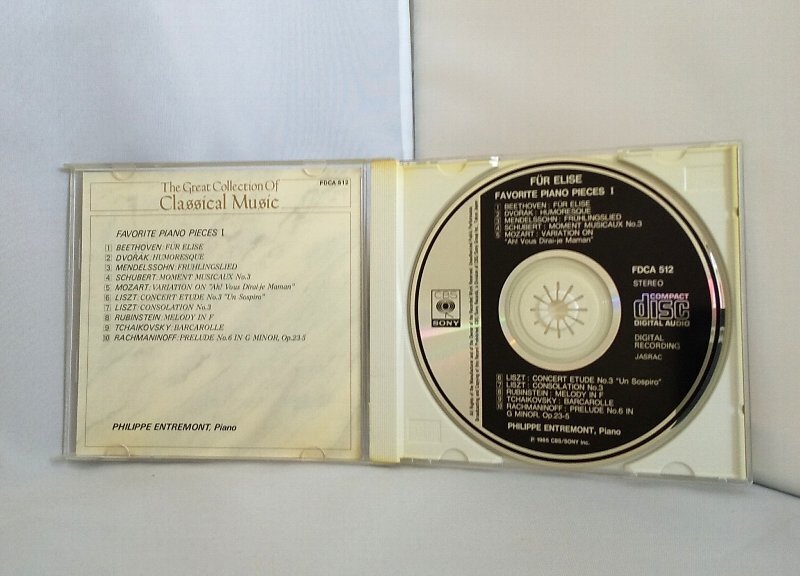 The Great Collection Of
Classical Music
FDCA 512
FAVORITE PIANO PIECES I
1 BEETHOVEN: FÜR ELISE
2 DVOŘÁK: HUMORESQUE
3 MENDELSSOHN: FRÜHLINGSLIED
4 SCHUBERT: MOMENT MUSICAUX No.3
5 MOZART: VARIATION ON "Ah! Vous Dirai-je Maman"
6 LISZT: CONCERT ETUDE No.3 "Un Sospiro"
7 LISZT: CONSOLATION No.3
8 RUBINSTEIN: MELODY IN F
9 TCHAIKOVSKY: BARCAROLLE
10 RACHMANINOFF: PRELUDE No.6 IN G MINOR, Op.23-5
PHILIPPE ENTREMONT, Piano
FÜR ELISE
FAVORITE PIANO PIECES I
1 BEETHOVEN: FÜR ELISE
2 DVORAK: HUMORESQUE
3 MENDELSSOHN: FRÜHLINGSLIED
4 SCHUBERT: MOMENT MUSICAUX No.3
5 MOZART: VARIATION ON
"Ah! Vous Dirai-je Maman"
FDCA 512
STEREO
CBS
SONY
COMPACT
disc
DIGITAL AUDIO
DIGITAL
RECORDING
JASRAC
6 LISZT: CONCERT ETUDE No.3 "Un Sospiro"
7 LISZT: CONSOLATION No.3
8 RUBINSTEIN: MELODY IN F
9 TCHAIKOVSKY: BARCAROLLE
10 RACHMANINOFF: PRELUDE No.6 IN
G MINOR, Op.23-5
PHILIPPE ENTREMONT, Piano
℗ 1985 CBS/SONY Inc.